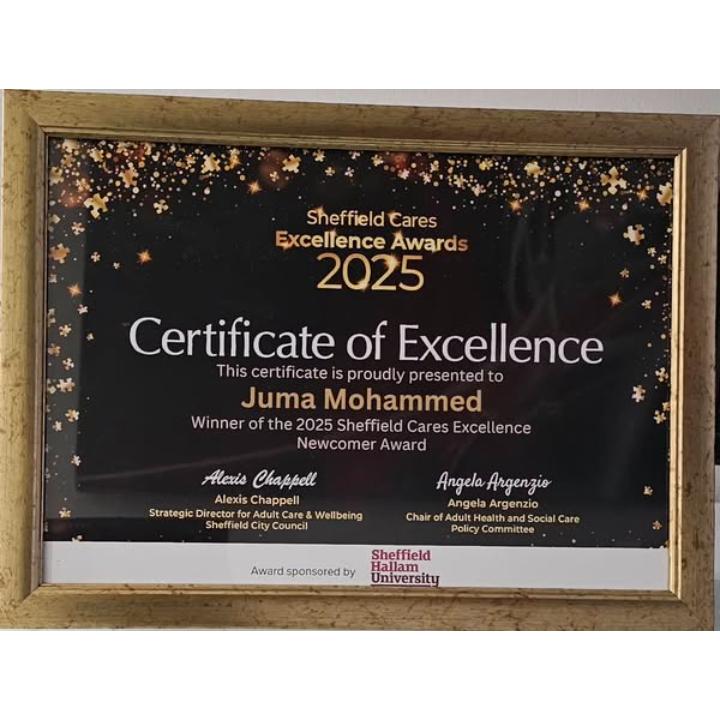 Sheffield Cares
Excellence Awards
2025
Certificate of Excellence
This certificate is proudly presented to
Juma Mohammed
Winner of the 2025 Sheffield Cares Excellence
Newcomer Award
Alexis Chappell
Alexis Chappell
Strategic Director for Adult Care & Wellbeing
Sheffield City Council
Angela Argenzio
Angela Argenzio
Chair of Adult Health and Social Care
Policy Committee
Award sponsored by
Sheffield
Hallam
University